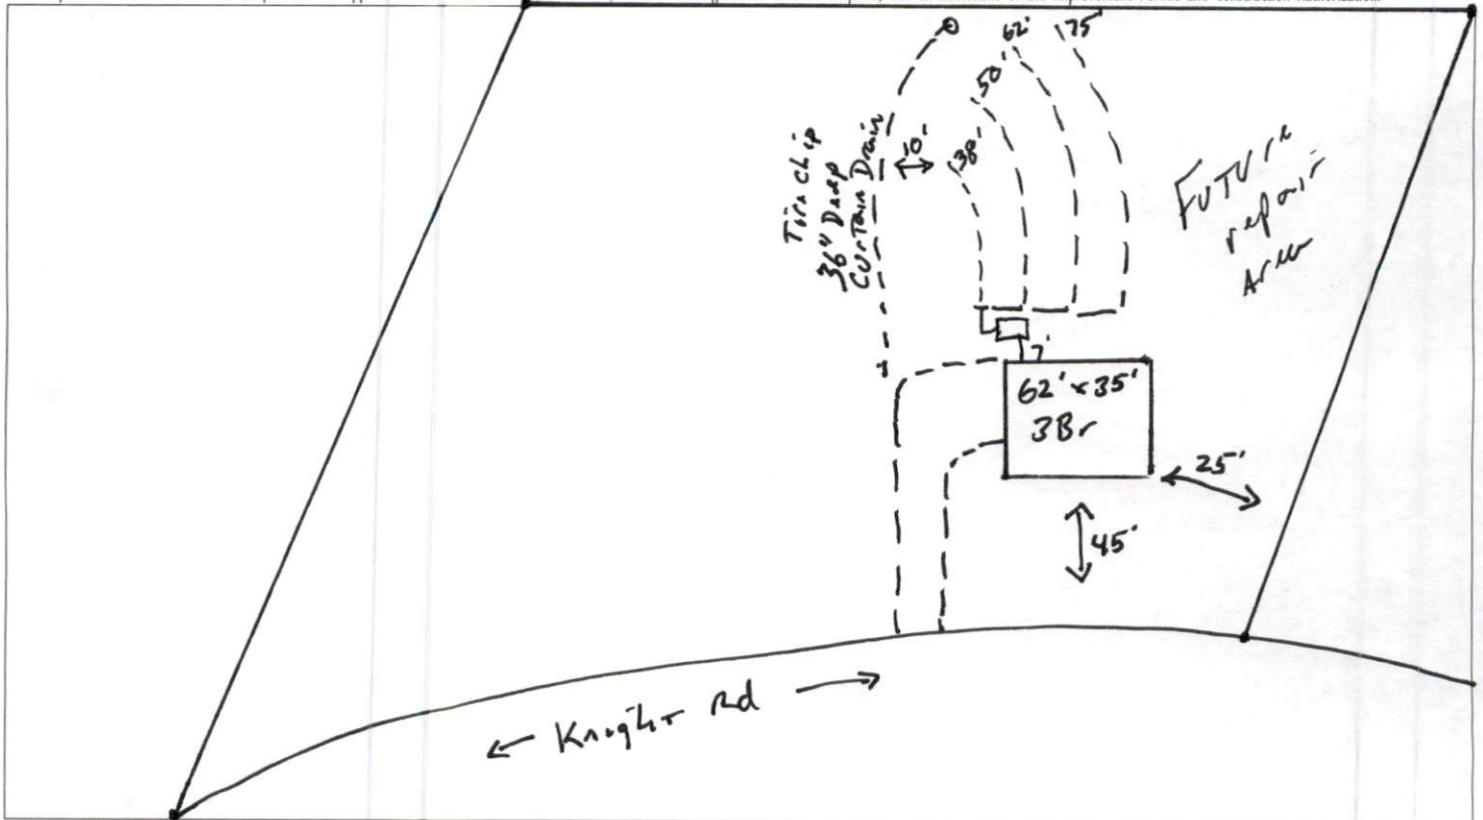 62'
75'
50'
38'
10'
Tire chip
36" Deep
Curtain Drain
Future
repair
Area
7'
62' x 35'
3Br
25'
45'
Knight Rd